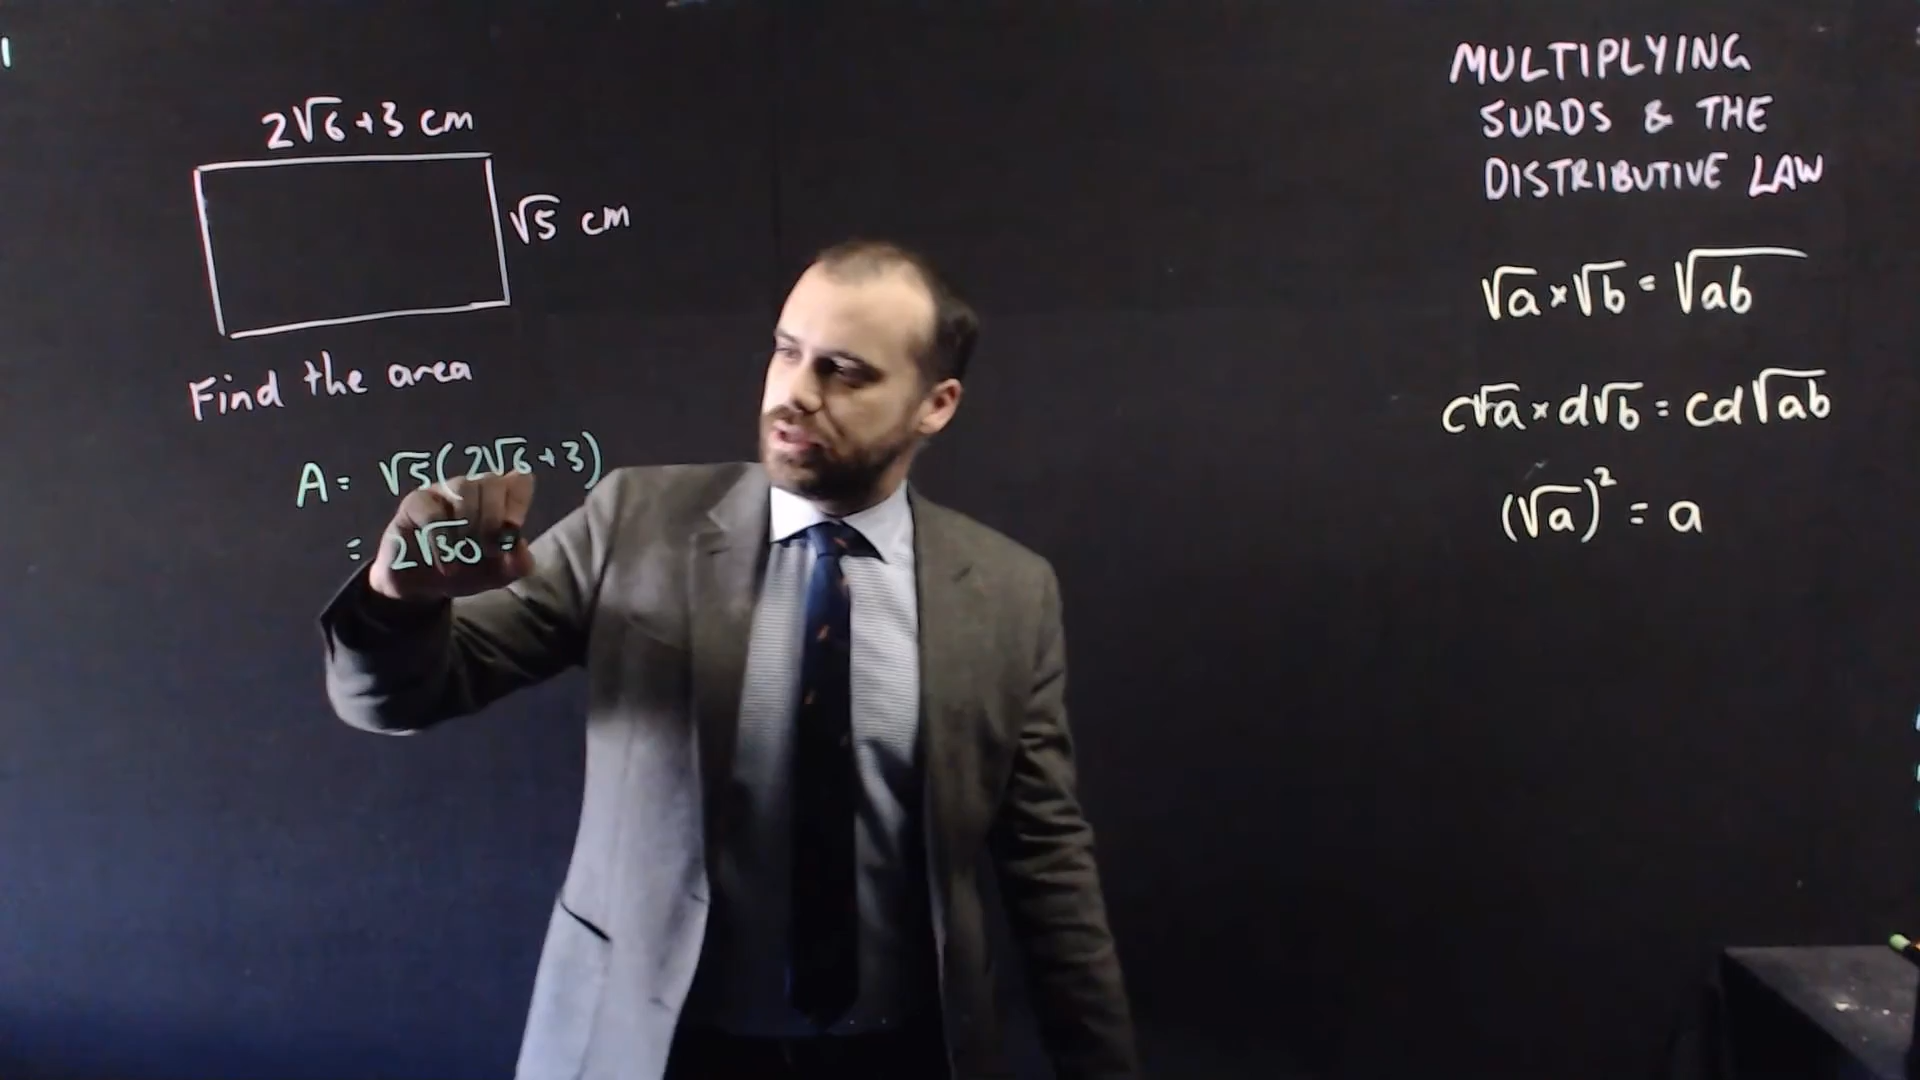 2√6+3 cm
√5 cm
Find the area
A = √5(2√6+3)
= 2√30
MULTIPLYING
SURDS & THE
DISTRIBUTIVE LAW
√a×√b = √ab
c√a×d√b = cd√ab
(√a)² = a